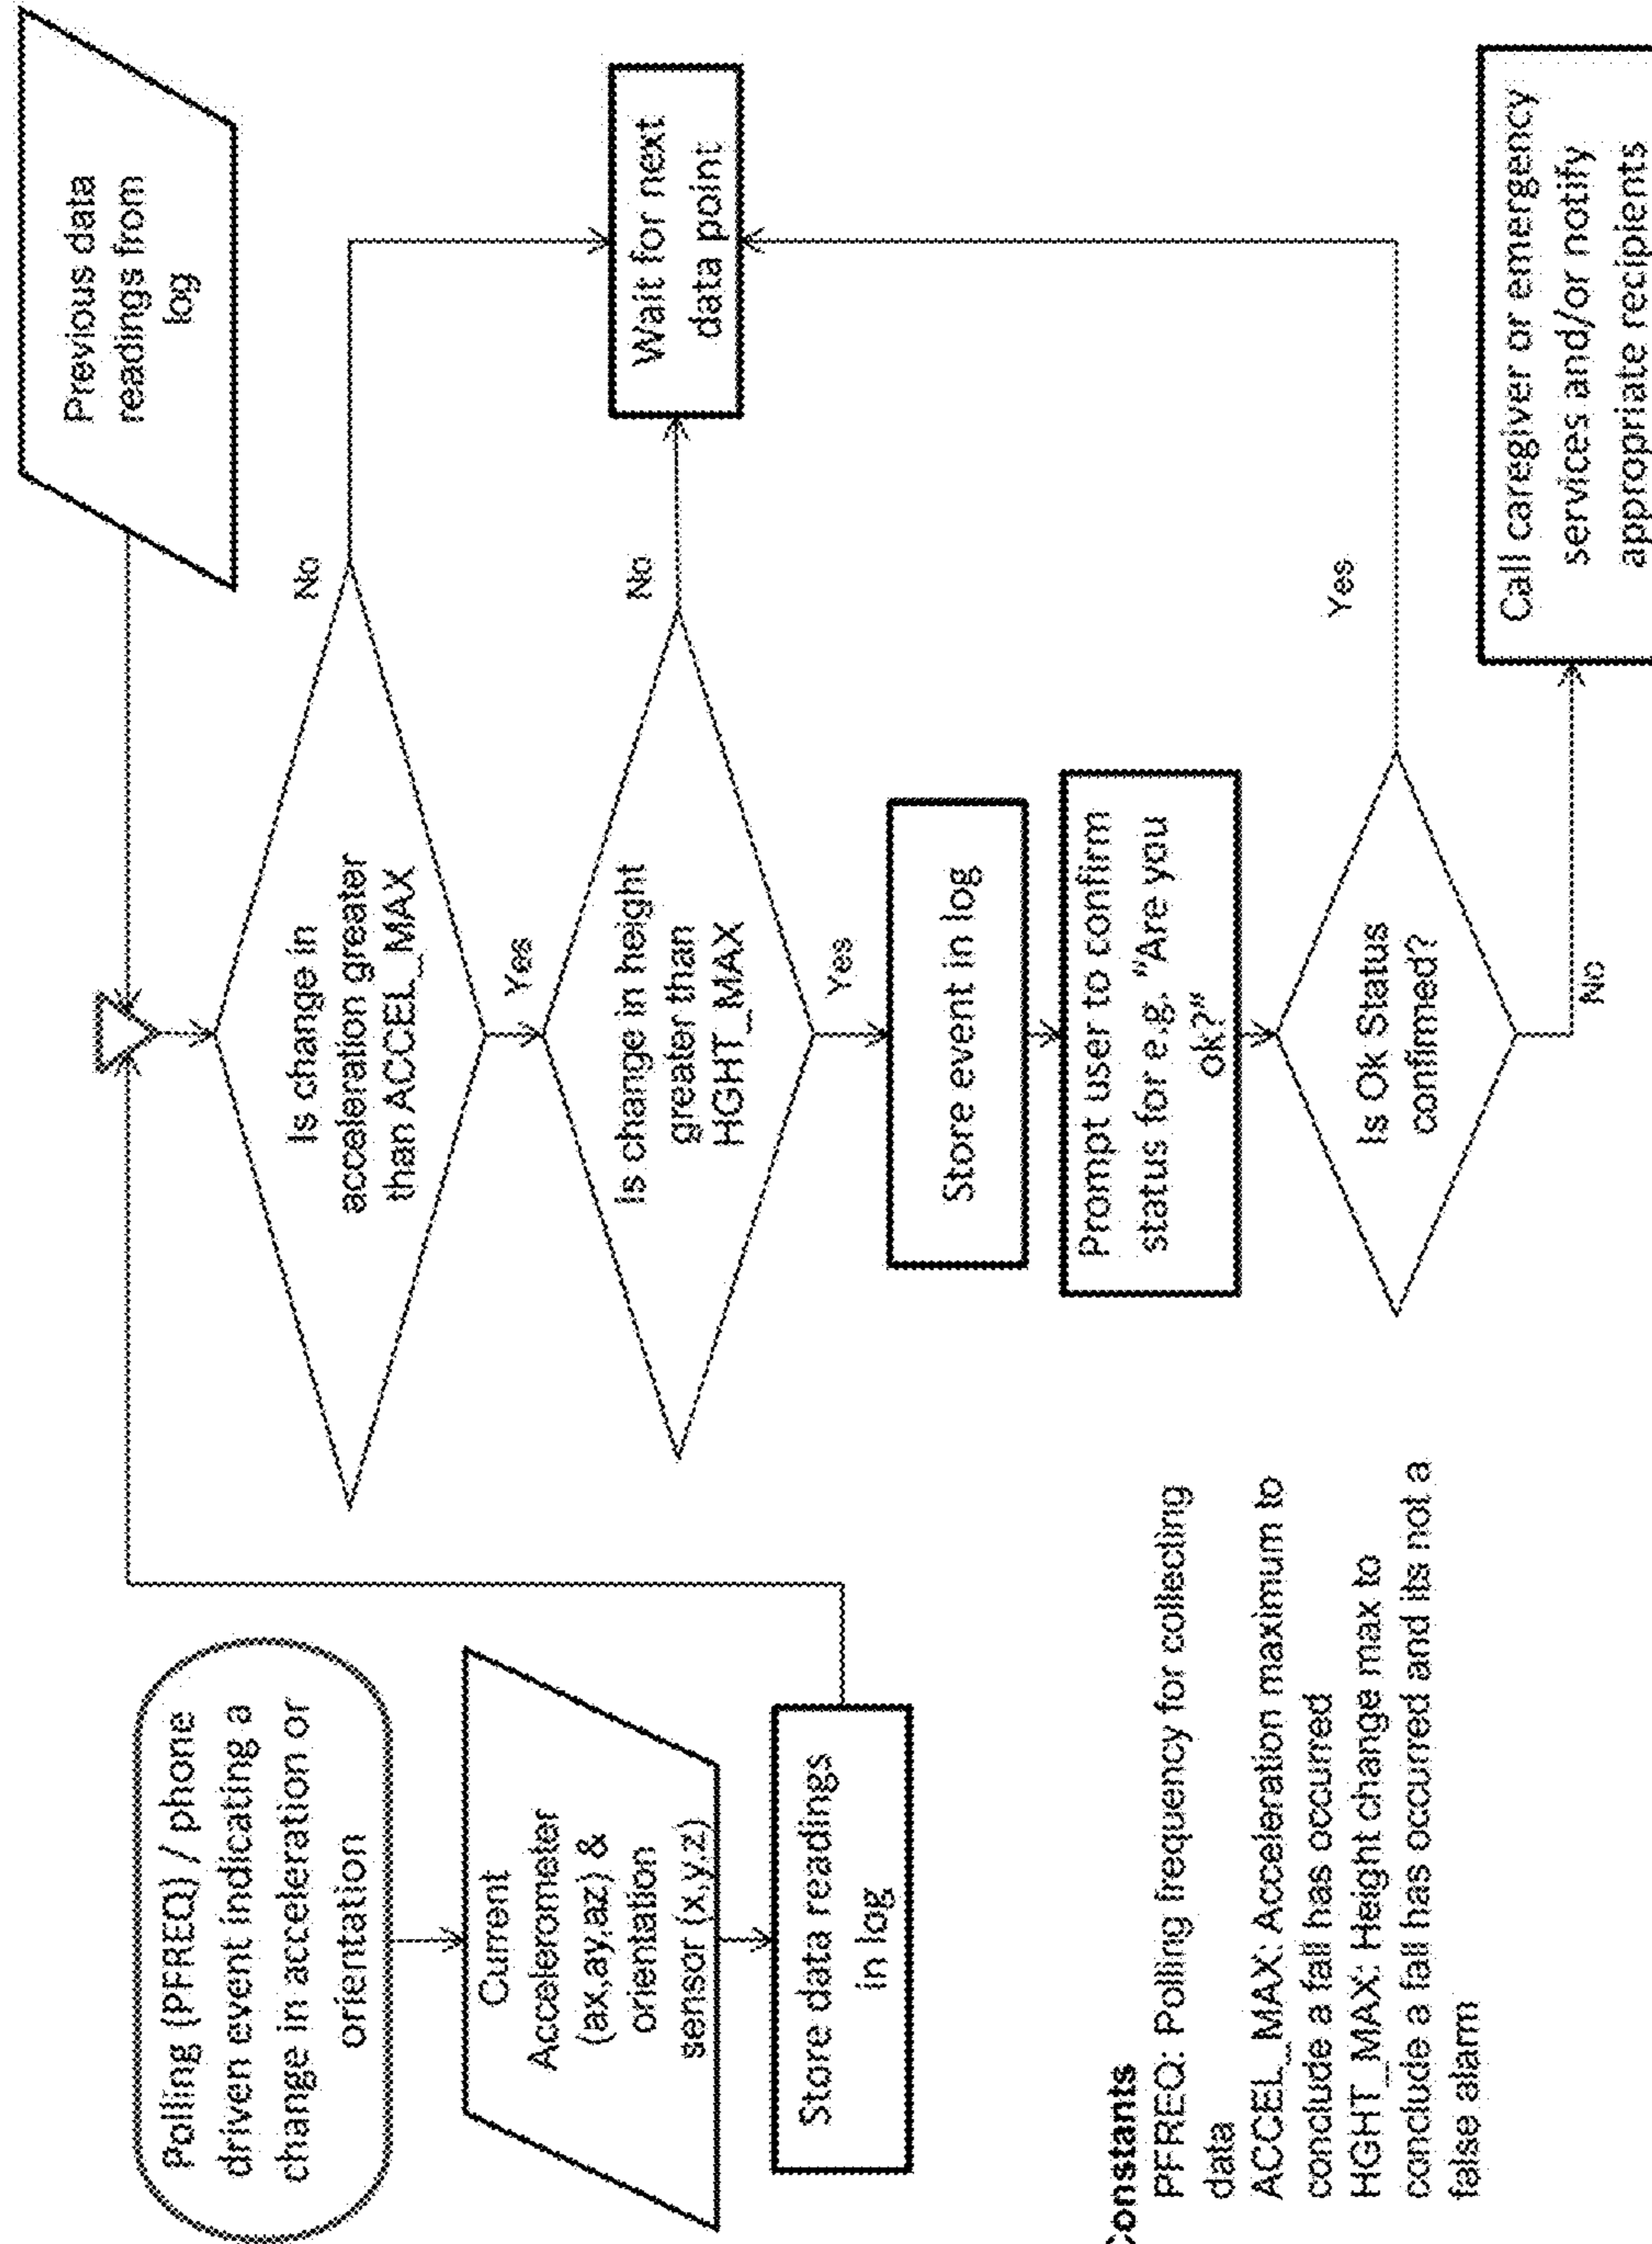 Polling (PFREQ) / phone
driven event indicating a
change in acceleration or
orientation
Current
Accelerometer
(ax,ay,az) &
orientation
sensor (x,y,z)
Store data readings
in log
Previous data
readings from
log
Is change in
acceleration greater
than ACCEL_MAX
No
Yes
Is change in height
greater than
HGHT_MAX
No
Yes
Wait for next
data point
Store event in log
Prompt user to confirm
status for e.g. "Are you
ok?"
Is Ok Status
confirmed?
Yes
No
Call caregiver or emergency
services and/or notify
appropriate recipients
Constants
PFREQ: Polling frequency for collecting
data
ACCEL_MAX: Acceleration maximum to
conclude a fall has occurred
HGHT_MAX: Height change max to
conclude a fall has occurred and its not a
false alarm